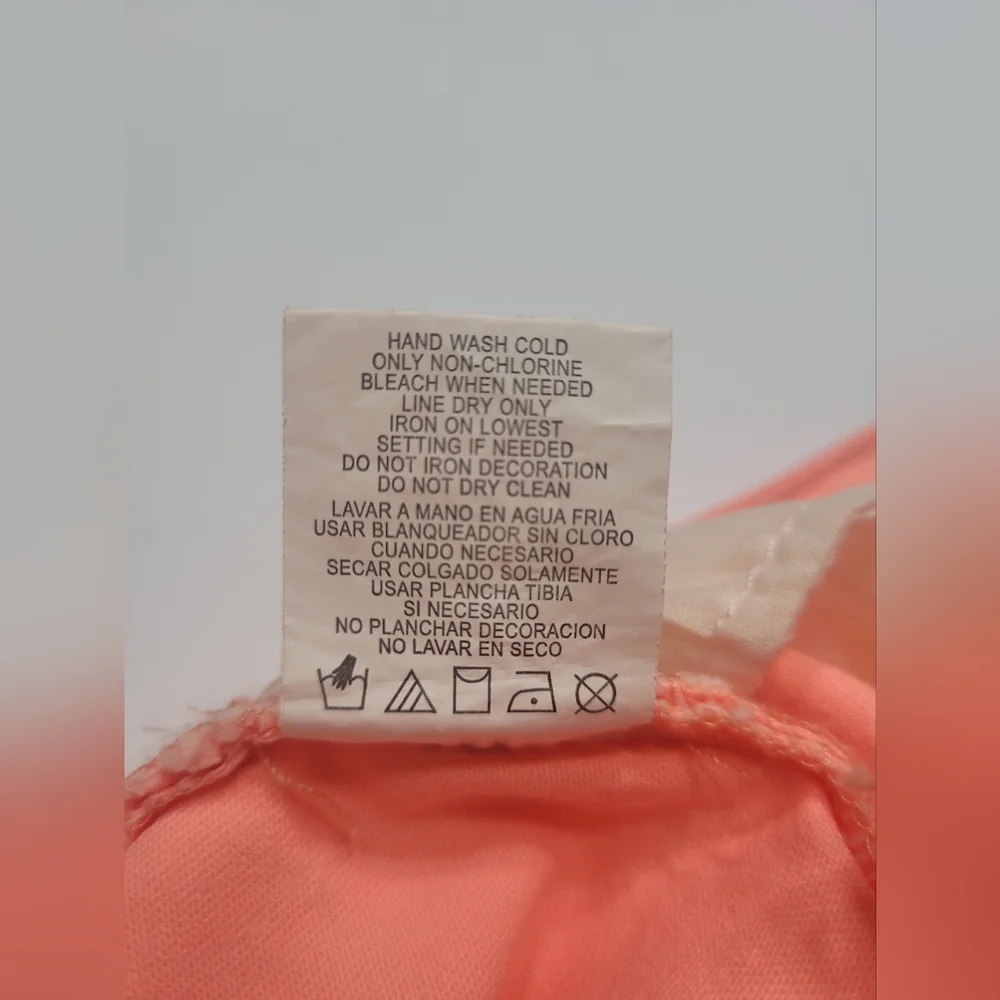 HAND WASH COLD
ONLY NON-CHLORINE
BLEACH WHEN NEEDED
LINE DRY ONLY
IRON ON LOWEST
SETTING IF NEEDED
DO NOT IRON DECORATION
DO NOT DRY CLEAN
LAVAR A MANO EN AGUA FRIA
USAR BLANQUEADOR SIN CLORO
CUANDO NECESARIO
SECAR COLGADO SOLAMENTE
USAR PLANCHA TIBIA
SI NECESARIO
NO PLANCHAR DECORACION
NO LAVAR EN SECO